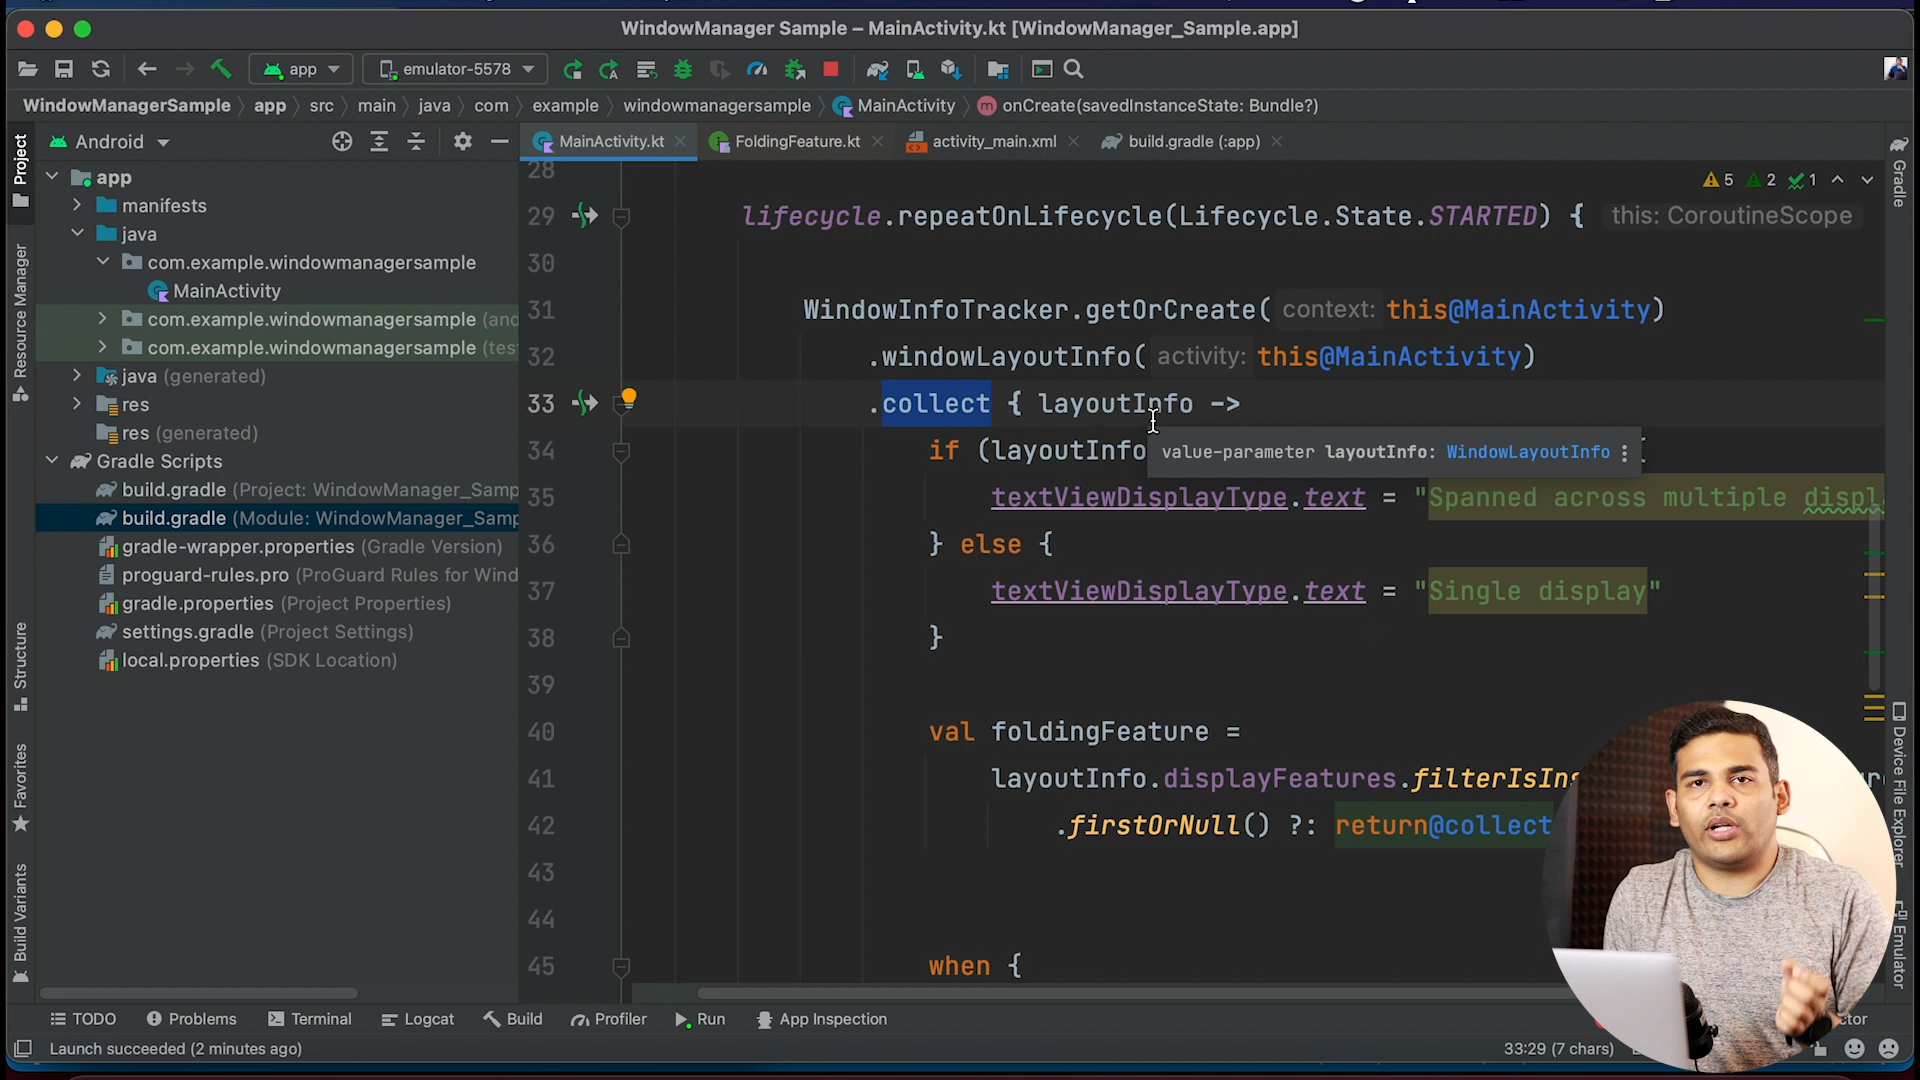 WindowManager Sample – MainActivity.kt [WindowManager_Sample.app]
app
emulator-5578
WindowManagerSample
app
src
main
java
com
example
windowmanagersample
MainActivity
onCreate(savedInstanceState: Bundle?)
Android
MainActivity.kt
FoldingFeature.kt
activity_main.xml
build.gradle (:app)
Project
Resource Manager
Structure
Favorites
Build Variants
app
manifests
java
com.example.windowmanagersample
MainActivity
com.example.windowmanagersample (and
com.example.windowmanagersample (tes
java (generated)
res
res (generated)
Gradle Scripts
build.gradle (Project: WindowManager_Samp
build.gradle (Module: WindowManager_Samp
gradle-wrapper.properties (Gradle Version)
proguard-rules.pro (ProGuard Rules for Wind
gradle.properties (Project Properties)
settings.gradle (Project Settings)
local.properties (SDK Location)
5 2 1
28
29 lifecycle.repeatOnLifecycle(Lifecycle.State.STARTED) { this: CoroutineScope
30
31 WindowInfoTracker.getOrCreate( context: this@MainActivity)
32 .windowLayoutInfo( activity: this@MainActivity)
33 .collect { layoutInfo ->
34 if (layoutInfo {
value-parameter layoutInfo: WindowLayoutInfo
35 textViewDisplayType.text = "Spanned across multiple displ
36 } else {
37 textViewDisplayType.text = "Single display"
38 }
39
40 val foldingFeature =
41 layoutInfo.displayFeatures.filterIsIns
42 .firstOrNull() ?: return@collect
43
44
45 when {
Gradle
Device File Explorer
Emulator
TODO
Problems
Terminal
Logcat
Build
Profiler
Run
App Inspection
Launch succeeded (2 minutes ago)
33:29 (7 chars)